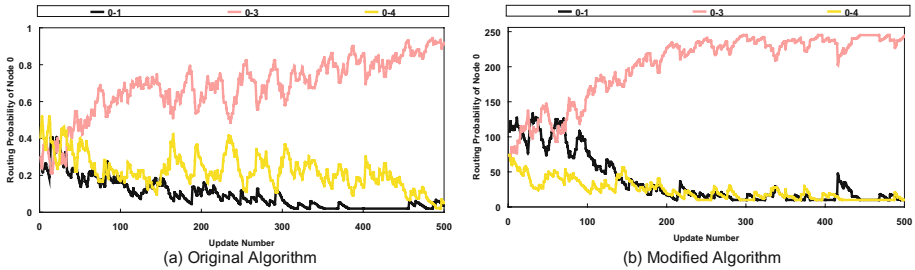 0-1 0-3 0-4
Routing Probability of Node 0
1
0.8
0.6
0.4
0.2
0
0 100 200 300 400 500
Update Number
(a) Original Algorithm
0-1 0-3 0-4
Routing Probability of Node 0
250
200
150
100
50
0
0 100 200 300 400 500
Update Number
(b) Modified Algorithm